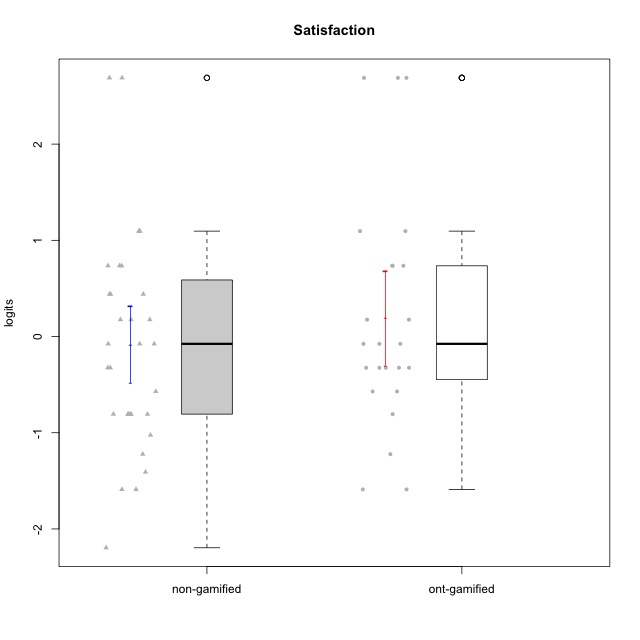 Satisfaction
logits
2
1
0
-1
-2
non-gamified
ont-gamified